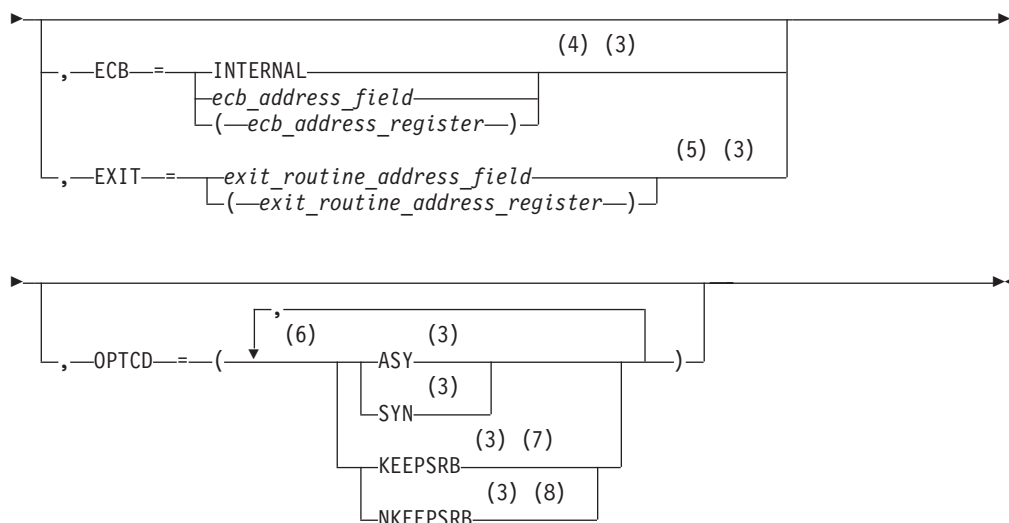 (4) (3)
, ECB = INTERNAL
ecb_address_field
( ecb_address_register )
(5) (3)
, EXIT = exit_routine_address_field
( exit_routine_address_register )
,
(6) (3)
, OPTCD = ( ASY )
(3)
SYN
(3) (7)
KEEPSRB
(3) (8)
NKEEPSRB